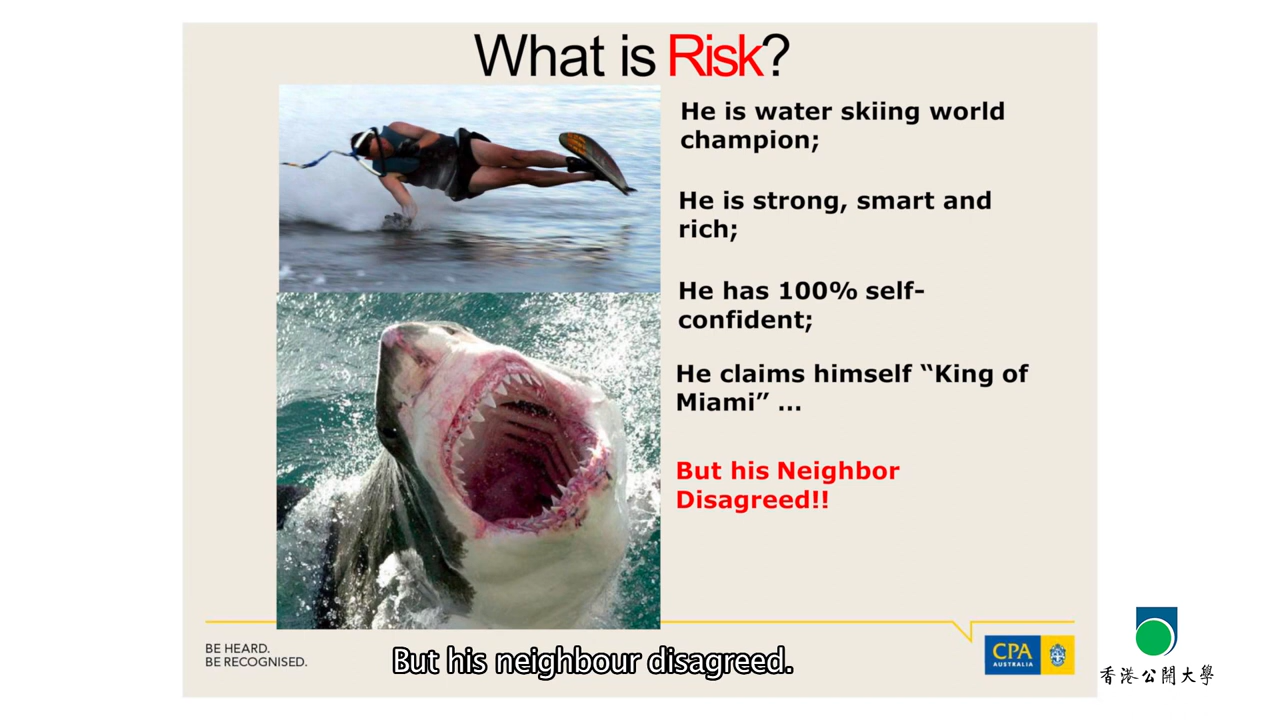 What is Risk?
He is water skiing world
champion;
He is strong, smart and
rich;
He has 100% self-
confident;
He claims himself “King of
Miami” ...
But his Neighbor
Disagreed!!
BE HEARD.
BE RECOGNISED.
But his neighbour disagreed.
CPA
AUSTRALIA
香港公開大學